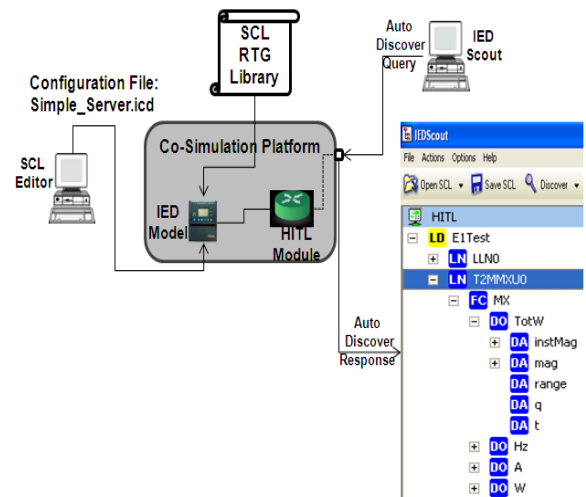 SCL
RTG
Library
Auto
Discover
Query
IED
Scout
Configuration File:
Simple_Server.icd
SCL
Editor
Co-Simulation Platform
IED
Model
HITL
Module
Auto
Discover
Response
IEDScout
File Actions Options Help
Open SCL Save SCL Discover
HITL
LD E1Test
LN LLN0
LN T2MMXU0
FC MX
DO TotW
DA instMag
DA mag
DA range
DA q
DA t
DO Hz
DO A
DO W